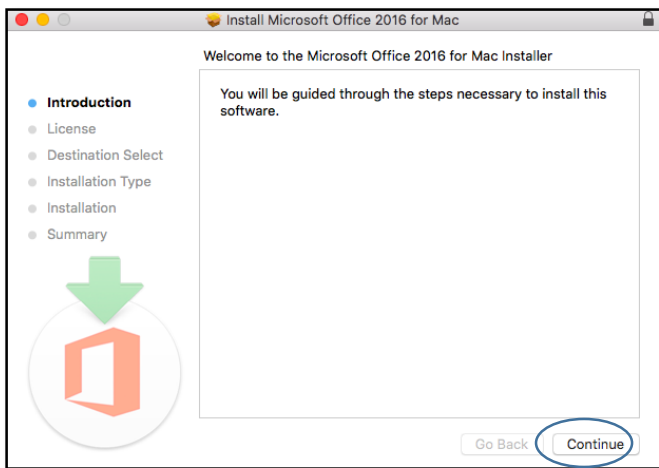 Install Microsoft Office 2016 for Mac
Welcome to the Microsoft Office 2016 for Mac Installer
Introduction
License
Destination Select
Installation Type
Installation
Summary
You will be guided through the steps necessary to install this
software.
Go Back
Continue